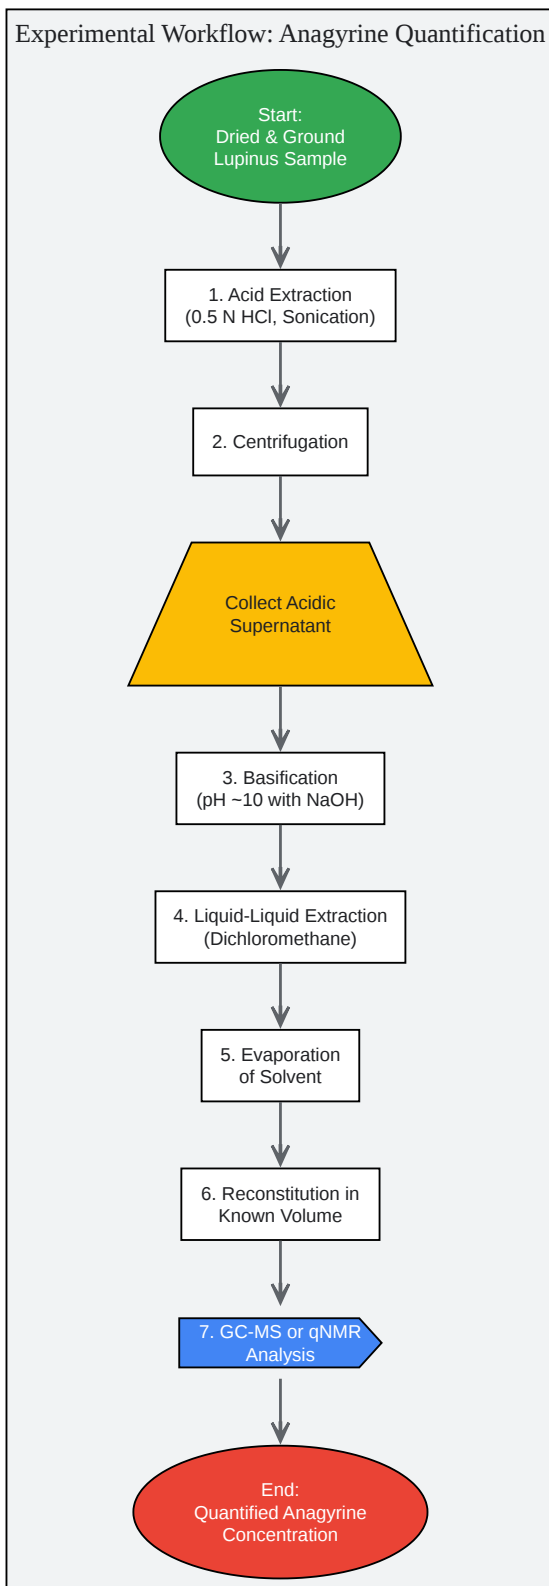 Experimental Workflow: Anagyrine Quantification
Start:
Dried & Ground
Lupinus Sample
1. Acid Extraction
(0.5 N HCl, Sonication)
2. Centrifugation
Collect Acidic
Supernatant
3. Basification
(pH ~10 with NaOH)
4. Liquid-Liquid Extraction
(Dichloromethane)
5. Evaporation
of Solvent
6. Reconstitution in
Known Volume
7. GC-MS or qNMR
Analysis
End:
Quantified Anagyrine
Concentration